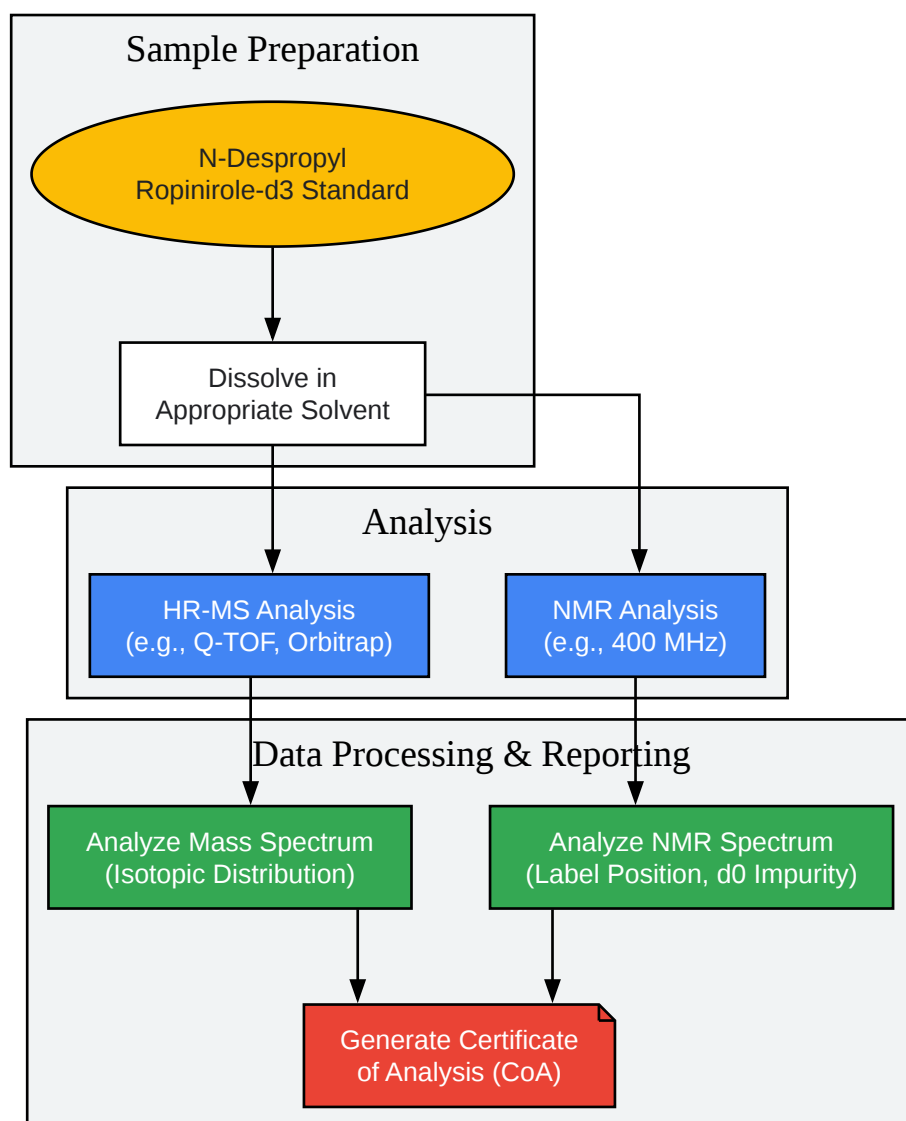 Sample Preparation
N-Despropyl
Ropinirole-d3 Standard
Dissolve in
Appropriate Solvent
Analysis
HR-MS Analysis
(e.g., Q-TOF, Orbitrap)
NMR Analysis
(e.g., 400 MHz)
Data Processing & Reporting
Analyze Mass Spectrum
(Isotopic Distribution)
Analyze NMR Spectrum
(Label Position, d0 Impurity)
Generate Certificate
of Analysis (CoA)